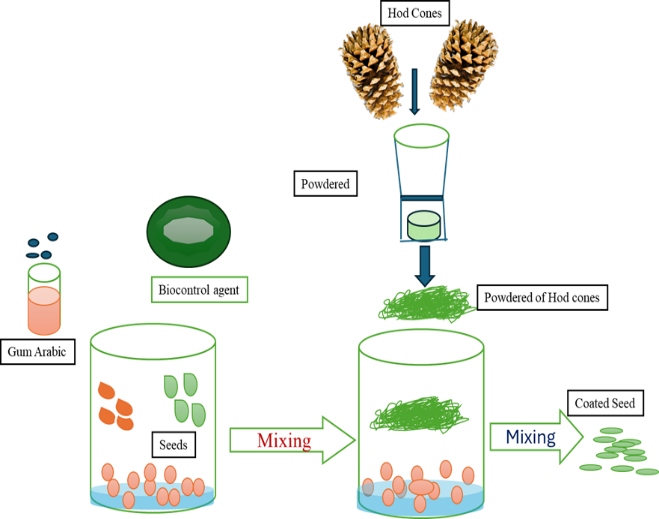 Hod Cones
Powdered
Biocontrol agent
Powdered of Hod cones
Gum Arabic
Seeds
Mixing
Mixing
Coated Seed